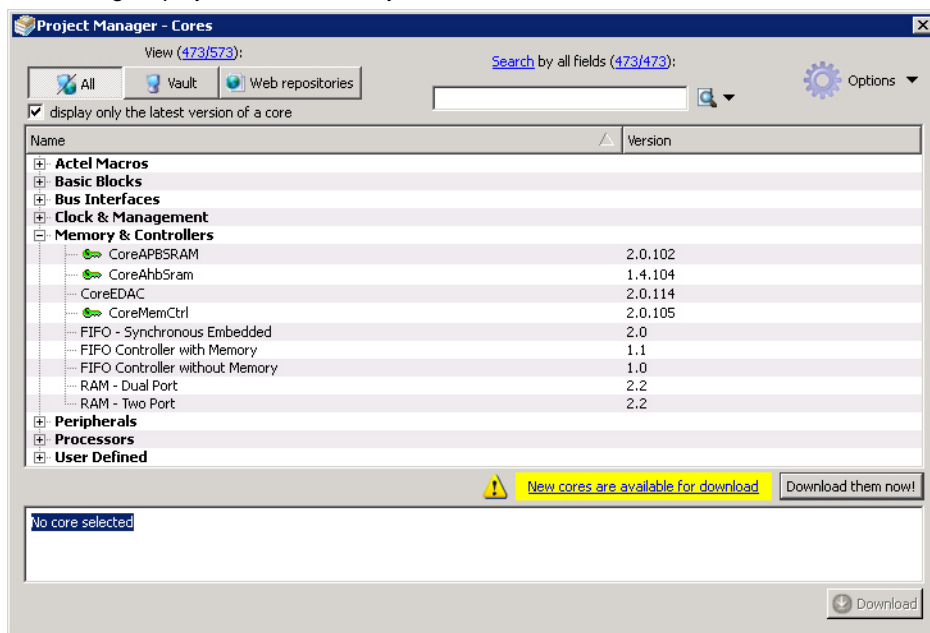 Project Manager - Cores
View (473/573):
Search by all fields (473/473):
All Vault Web repositories
Options
display only the latest version of a core
Name Version
Actel Macros
Basic Blocks
Bus Interfaces
Clock & Management
Memory & Controllers
CoreAPBSRAM 2.0.102
CoreAhbSram 1.4.104
CoreEDAC 2.0.114
CoreMemCtrl 2.0.105
FIFO - Synchronous Embedded 2.0
FIFO Controller with Memory 1.1
FIFO Controller without Memory 1.0
RAM - Dual Port 2.2
RAM - Two Port 2.2
Peripherals
Processors
User Defined
New cores are available for download Download them now!
No core selected
Download